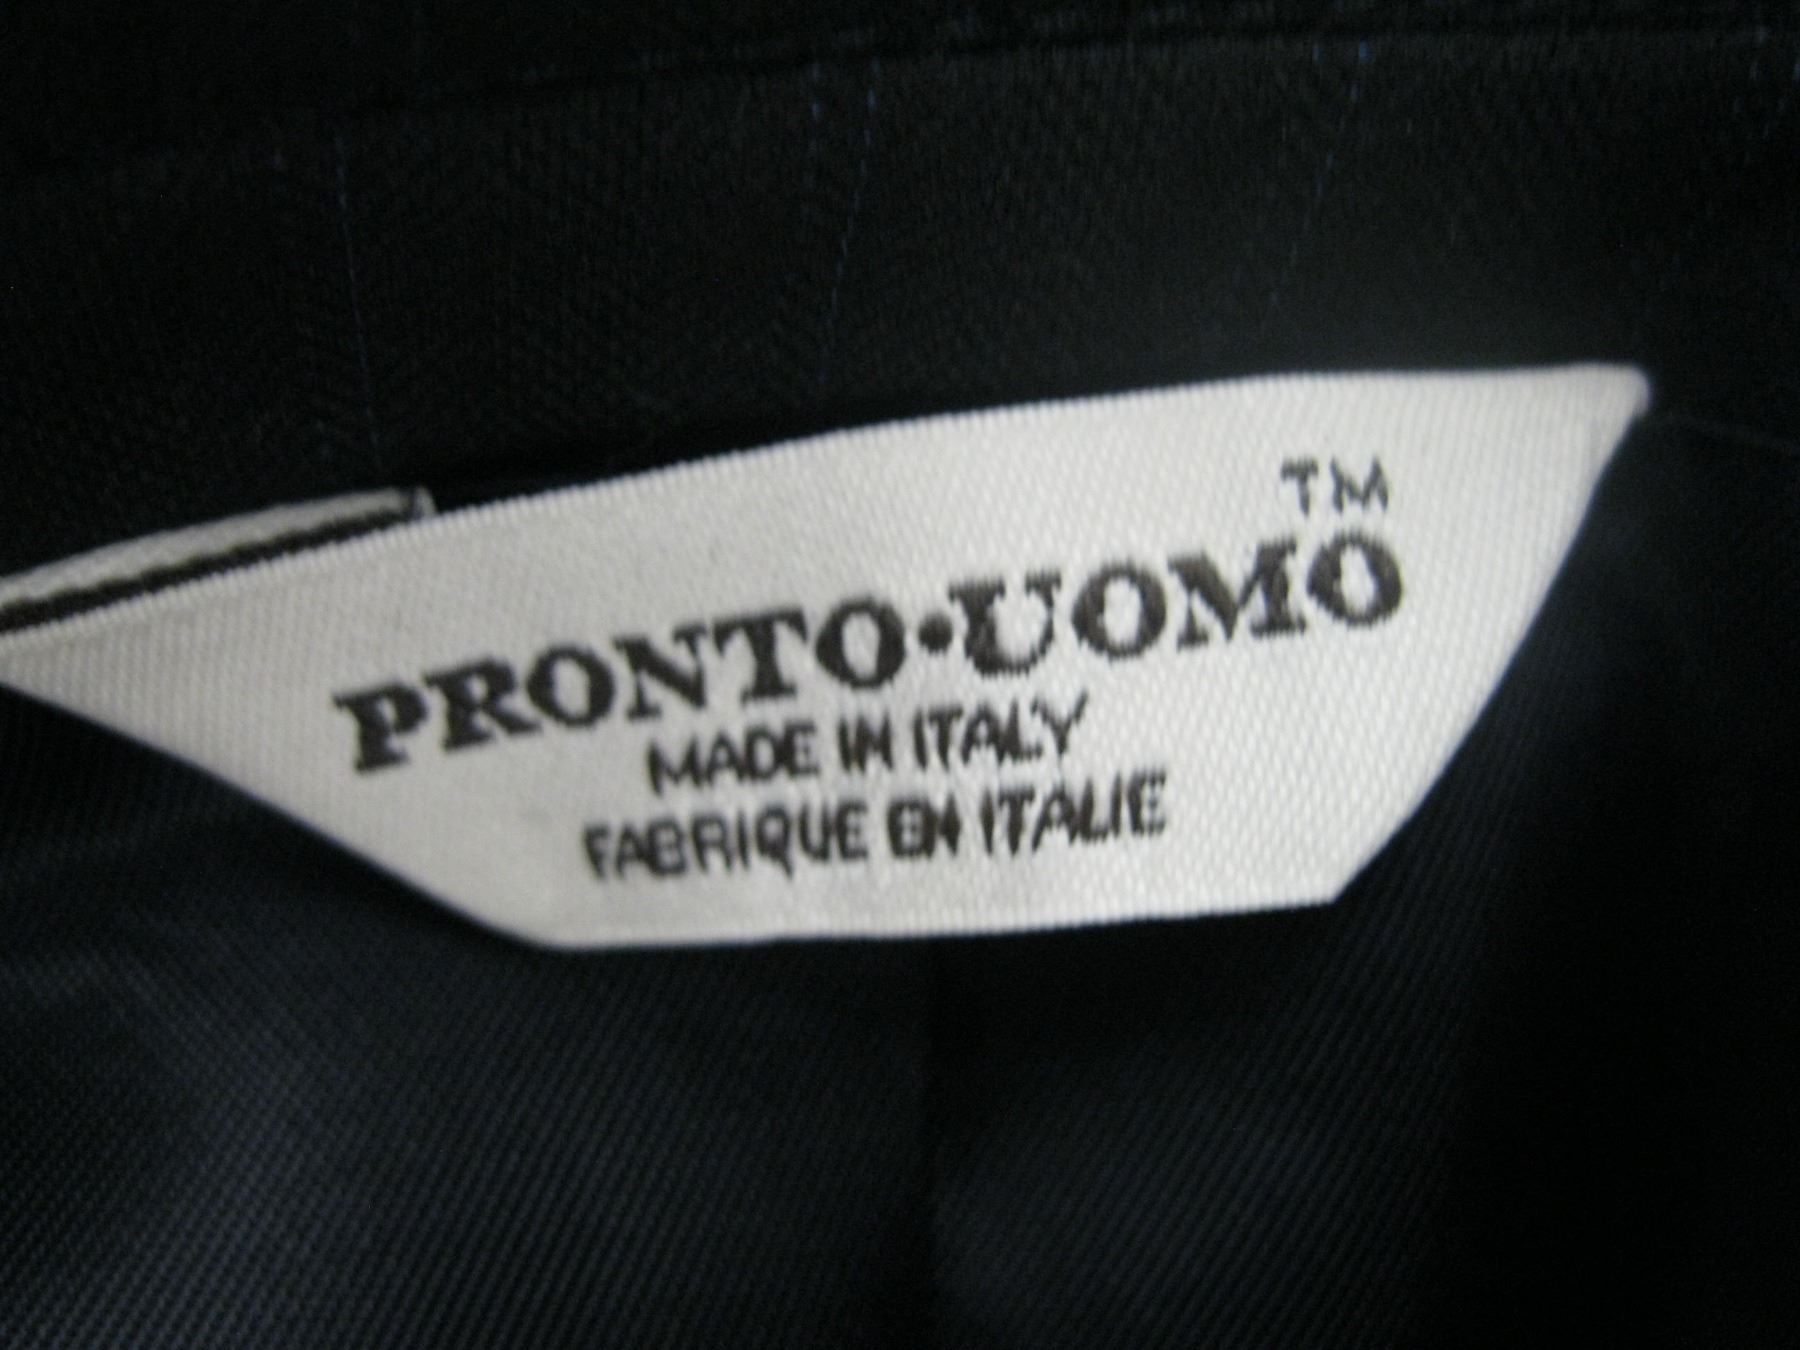 TM
PRONTO•UOMO
MADE IN ITALY
FABRIQUE EN ITALIE